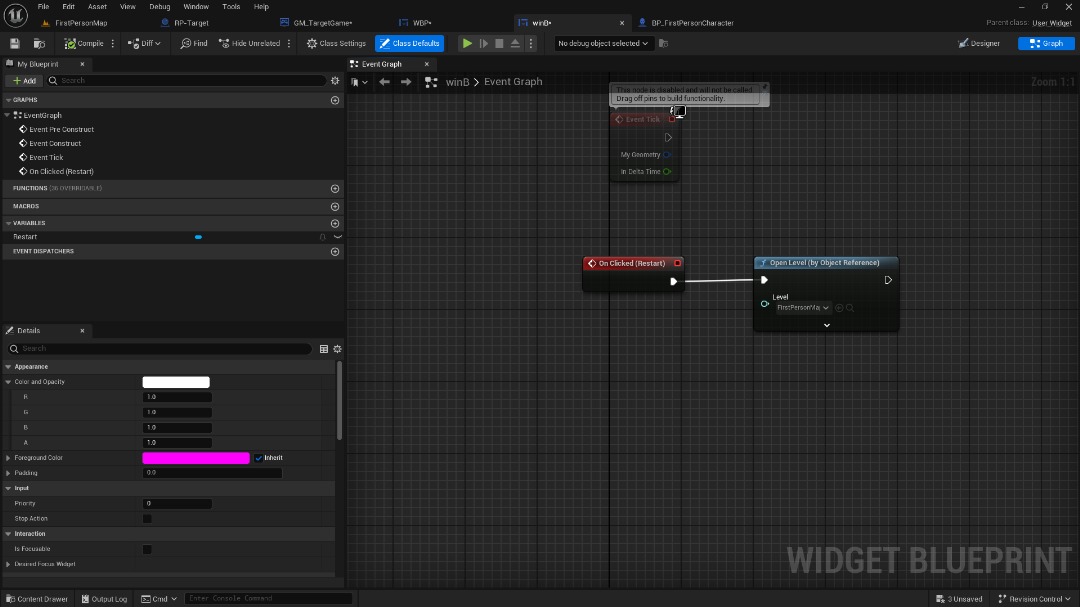 File Edit Asset View Debug Window Tools Help
FirstPersonMap RP-Target GM_TargetGame* WBP* winB* BP_FirstPersonCharacter
Parent class: User Widget
Compile Diff Find Hide Unrelated Class Settings Class Defaults No debug object selected Designer Graph
My Blueprint
Event Graph
Add Search
winB > Event Graph
Zoom 1:1
GRAPHS
EventGraph
Event Pre Construct
Event Construct
Event Tick
On Clicked (Restart)
FUNCTIONS (30 OVERRIDABLE)
MACROS
VARIABLES
Restart
EVENT DISPATCHERS
This node is disabled and will not be called.
Drag off pins to build functionality.
Event Tick
My Geometry
In Delta Time
On Clicked (Restart)
Open Level (by Object Reference)
Level
FirstPersonMa
Details
Search
Appearance
Color and Opacity
R 1.0
G 1.0
B 1.0
A 1.0
Foreground Color Inherit
Padding 0.0
Input
Priority 0
Stop Action
Interaction
Is Focusable
Desired Focus Widget
WIDGET BLUEPRINT
Content Drawer Output Log Cmd Enter Console Command 3 Unsaved Revision Control